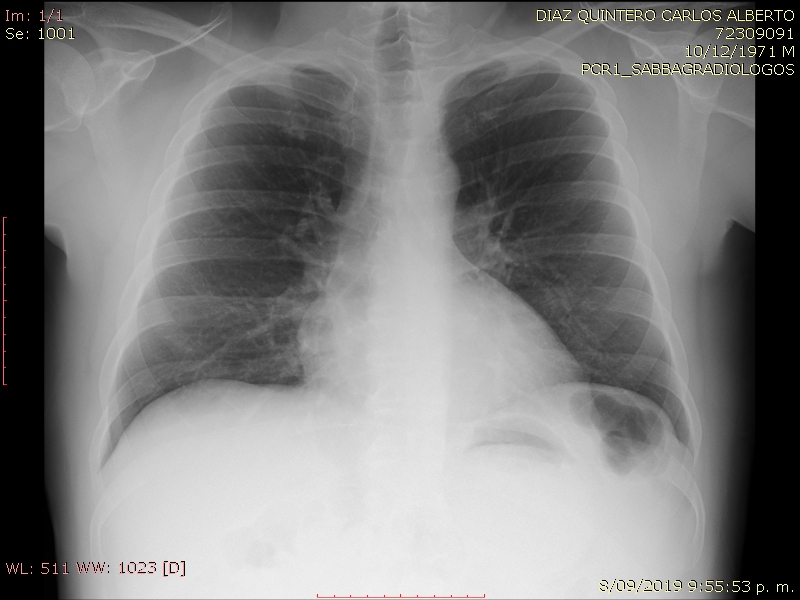 Im: 1/1
Se: 1001
DIAZ QUINTERO CARLOS ALBERTO
72309091
10/12/1971 M
PCR1_SABBAGRADIOLOGOS
WL: 511 WW: 1023 [D]
8/09/2019 9:55:53 p. m.